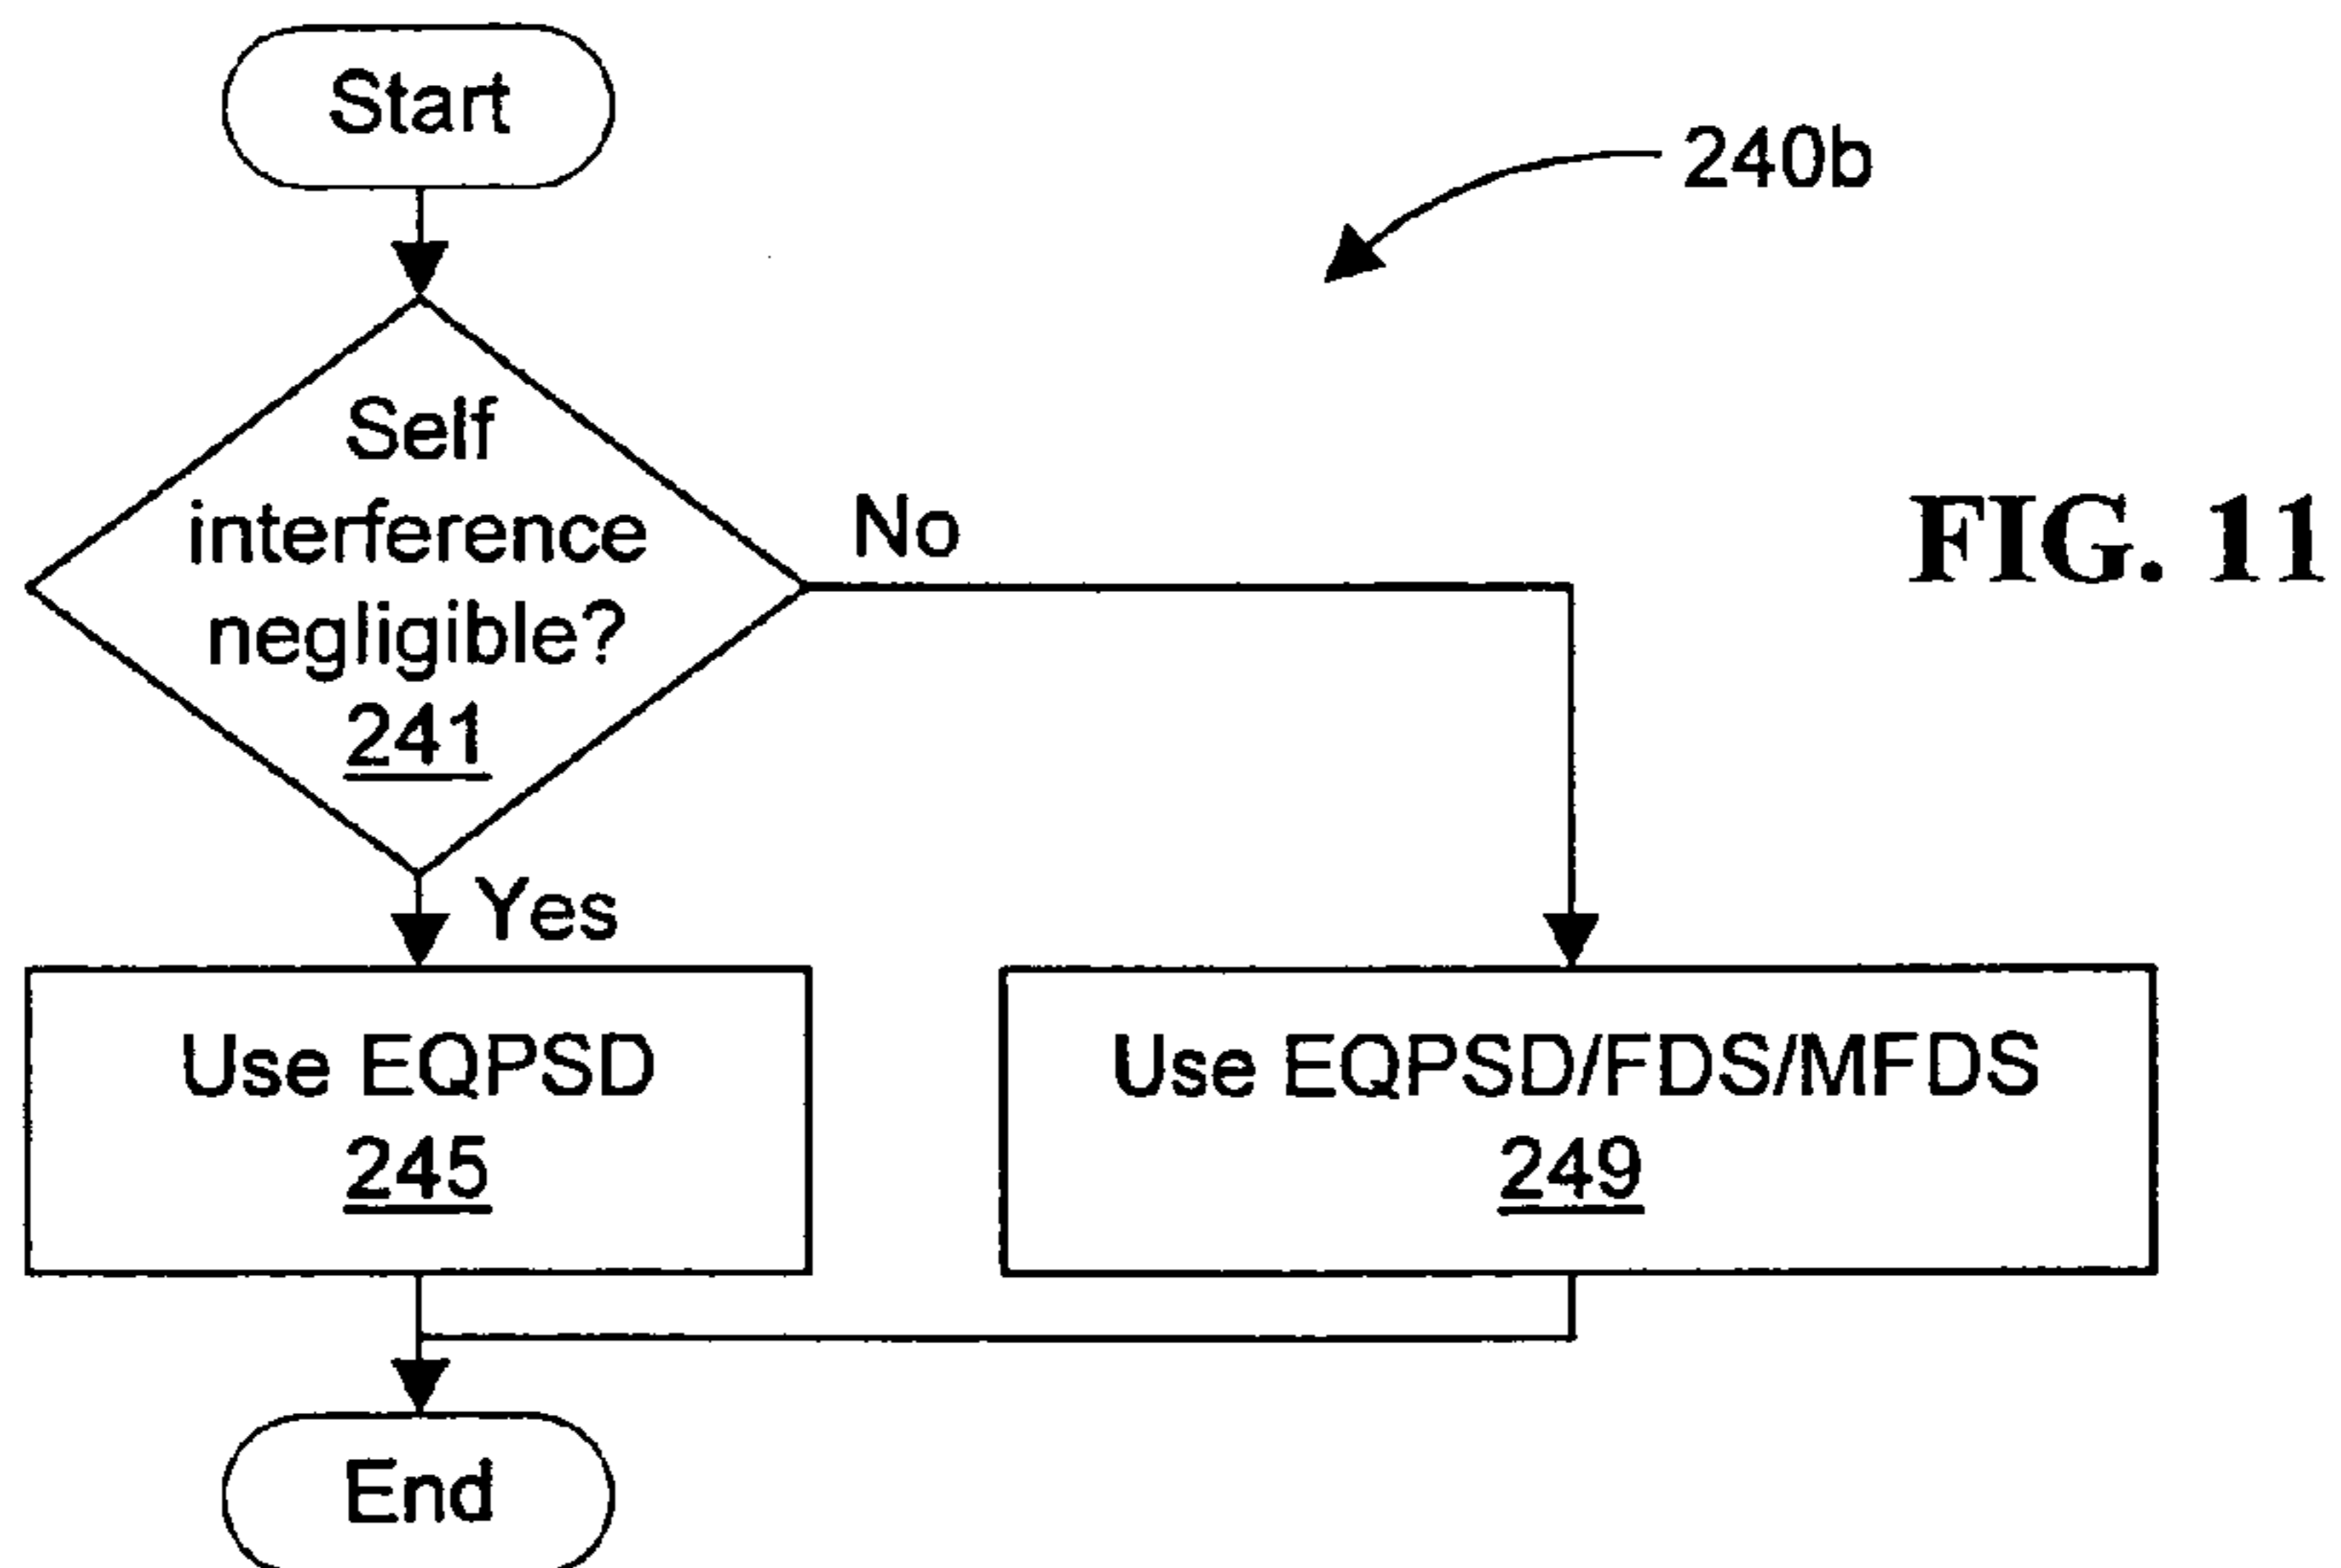 Start
240b
Self
interference
negligible?
241
No
FIG. 11
Yes
Use EQPSD
245
Use EQPSD/FDS/MFDS
249
End